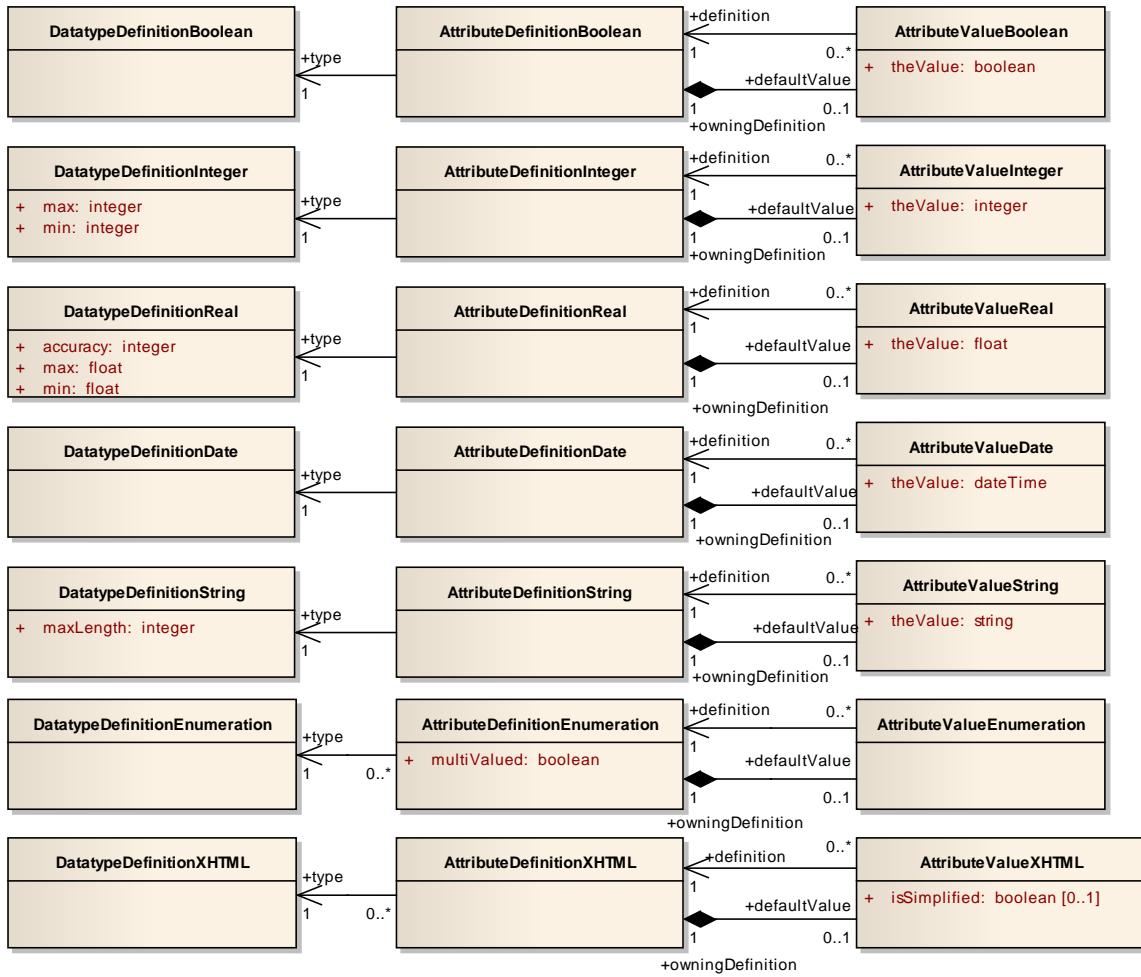 DatatypeDefinitionBoolean
+type
1
AttributeDefinitionBoolean
+definition
1
0..*
+defaultValue
1
0..1
+owningDefinition
AttributeValueBoolean
+ theValue: boolean
DatatypeDefinitionInteger
+ max: integer
+ min: integer
+type
1
AttributeDefinitionInteger
+definition
0..*
1
+defaultValue
1
0..1
+owningDefinition
AttributeValueInteger
+ theValue: integer
DatatypeDefinitionReal
+ accuracy: integer
+ max: float
+ min: float
+type
1
AttributeDefinitionReal
+definition
0..*
1
+defaultValue
1
0..1
+owningDefinition
AttributeValueReal
+ theValue: float
DatatypeDefinitionDate
+type
1
AttributeDefinitionDate
+definition
0..*
1
+defaultValue
1
0..1
+owningDefinition
AttributeValueDate
+ theValue: dateTime
DatatypeDefinitionString
+ maxLength: integer
+type
1
AttributeDefinitionString
+definition
0..*
1
+defaultValue
1
0..1
+owningDefinition
AttributeValueString
+ theValue: string
DatatypeDefinitionEnumeration
+type
1
0..*
AttributeDefinitionEnumeration
+ multiValued: boolean
+definition
0..*
1
+defaultValue
1
0..1
+owningDefinition
AttributeValueEnumeration
DatatypeDefinitionXHTML
+type
1
0..*
AttributeDefinitionXHTML
+definition
0..*
1
+defaultValue
1
0..1
+owningDefinition
AttributeValueXHTML
+ isSimplified: boolean [0..1]